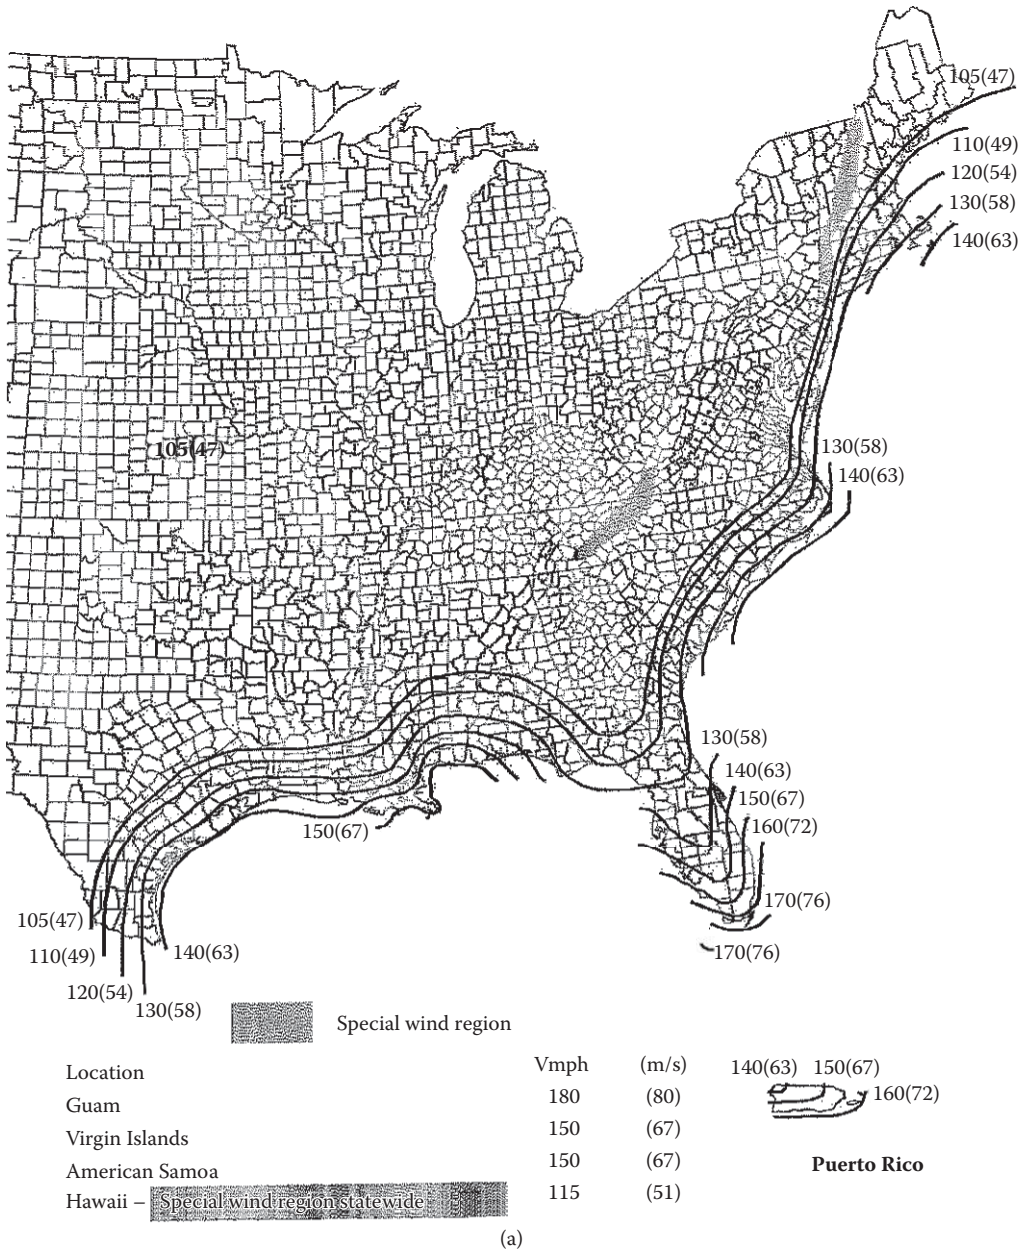 105(47)
110(49)
120(54)
130(58)
140(63)
105(47)
130(58)
140(63)
130(58)
140(63)
150(67)
160(72)
150(67)
170(76)
105(47)
110(49)
140(63)
170(76)
120(54)
130(58)
Special wind region
Location Vmph (m/s)
Guam 180 (80)
Virgin Islands 150 (67)
American Samoa 150 (67)
Hawaii – Special wind region statewide 115 (51)
140(63) 150(67)
160(72)
Puerto Rico
(a)